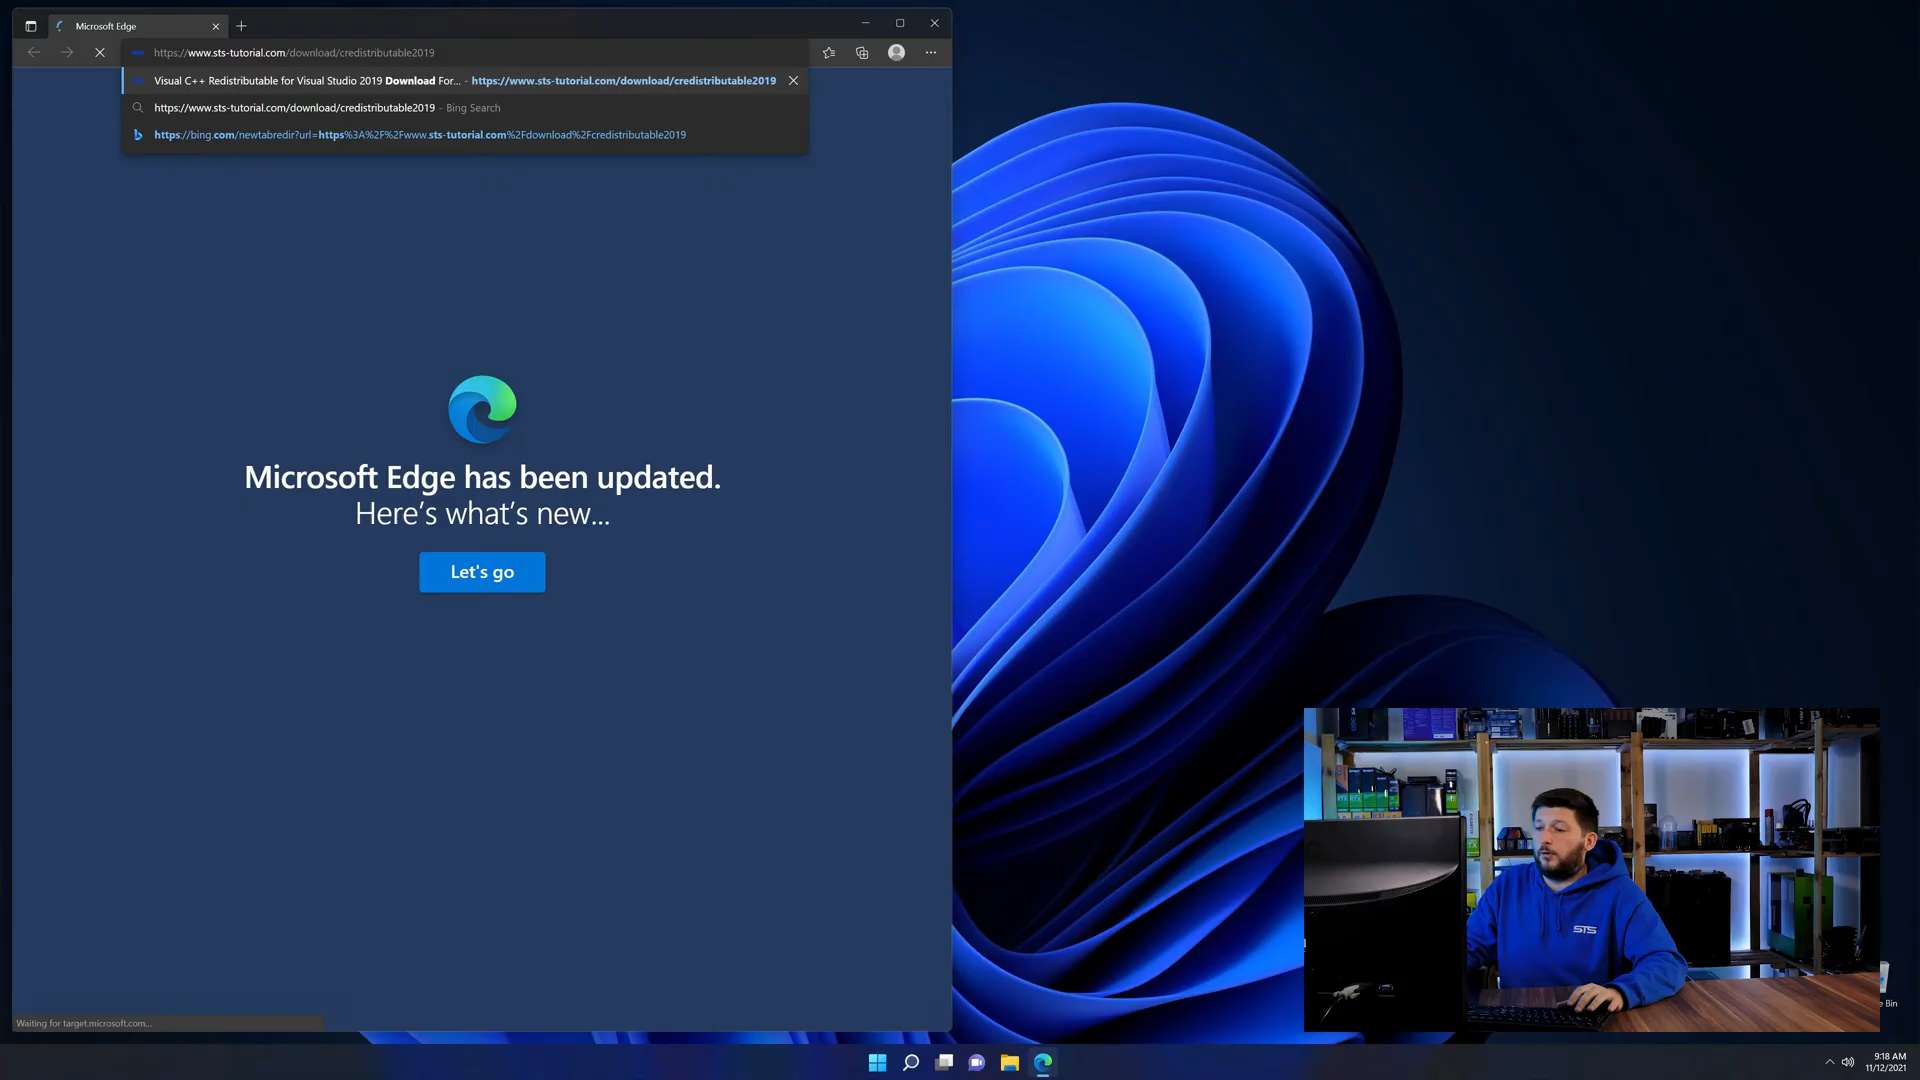 Microsoft Edge
https://www.sts-tutorial.com/download/credistributable2019
Visual C++ Redistributable for Visual Studio 2019 Download For... - https://www.sts-tutorial.com/download/credistributable2019
https://www.sts-tutorial.com/download/credistributable2019 - Bing Search
https://bing.com/newtabredir?url=https%3A%2F%2Fwww.sts-tutorial.com%2Fdownload%2Fcredistributable2019
Microsoft Edge has been updated.
Here's what's new...
Let's go
STS
e Bin
Waiting for target.microsoft.com...
9:18 AM
11/12/2021